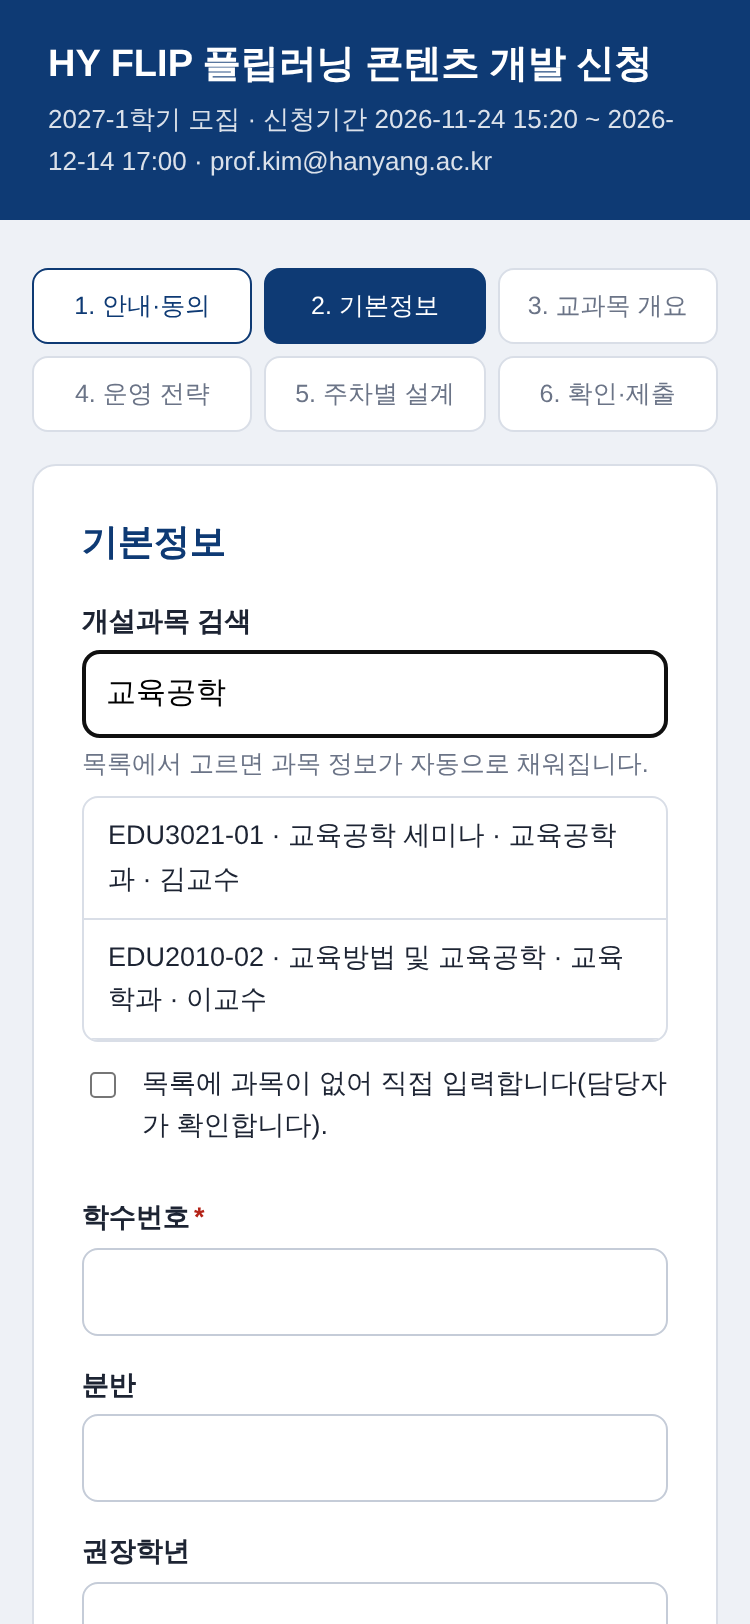 HY FLIP 플립러닝 콘텐츠 개발 신청
2027-1학기 모집 · 신청기간 2026-11-24 15:20 ~ 2026-
12-14 17:00 · prof.kim@hanyang.ac.kr
1. 안내·동의
2. 기본정보
3. 교과목 개요
4. 운영 전략
5. 주차별 설계
6. 확인·제출
기본정보
개설과목 검색
교육공학
목록에서 고르면 과목 정보가 자동으로 채워집니다.
EDU3021-01 · 교육공학 세미나 · 교육공학
과 · 김교수
EDU2010-02 · 교육방법 및 교육공학 · 교육
학과 · 이교수
목록에 과목이 없어 직접 입력합니다(담당자
가 확인합니다).
학수번호 *
분반
권장학년